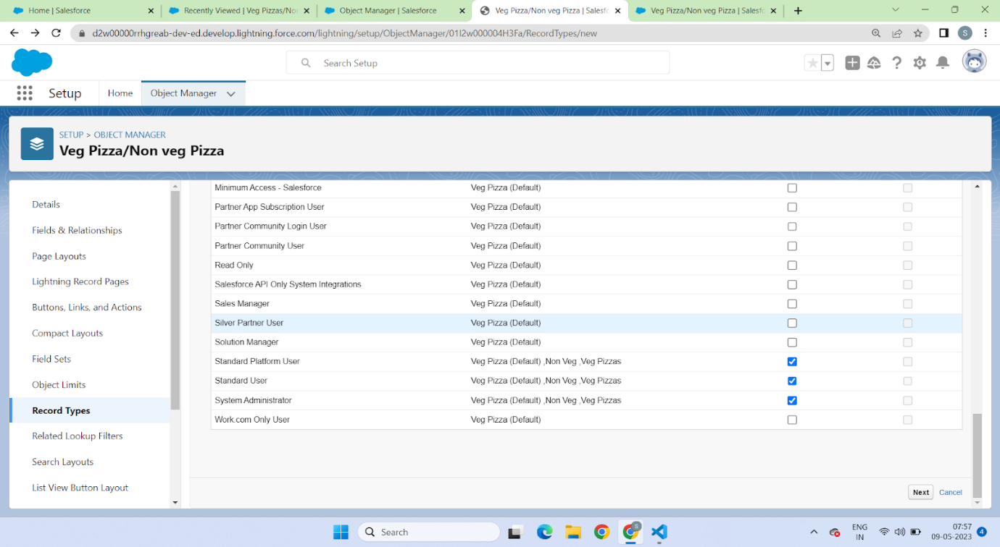 Home | Salesforce
Recently Viewed | Veg Pizzas/Non
Object Manager | Salesforce
Veg Pizza/Non veg Pizza | Salesfo
Veg Pizza/Non veg Pizza | Salesfo
d2w00000rrhgreab-dev-ed.develop.lightning.force.com/lightning/setup/ObjectManager/01I2w000004H3Fa/RecordTypes/new
S
Search Setup
Setup
Home
Object Manager
SETUP > OBJECT MANAGER
Veg Pizza/Non veg Pizza
Details
Fields & Relationships
Page Layouts
Lightning Record Pages
Buttons, Links, and Actions
Compact Layouts
Field Sets
Object Limits
Record Types
Related Lookup Filters
Search Layouts
List View Button Layout
Minimum Access - Salesforce Veg Pizza (Default)
Partner App Subscription User Veg Pizza (Default)
Partner Community Login User Veg Pizza (Default)
Partner Community User Veg Pizza (Default)
Read Only Veg Pizza (Default)
Salesforce API Only System Integrations Veg Pizza (Default)
Sales Manager Veg Pizza (Default)
Silver Partner User Veg Pizza (Default)
Solution Manager Veg Pizza (Default)
Standard Platform User Veg Pizza (Default) ,Non Veg ,Veg Pizzas
Standard User Veg Pizza (Default) ,Non Veg ,Veg Pizzas
System Administrator Veg Pizza (Default) ,Non Veg ,Veg Pizzas
Work.com Only User Veg Pizza (Default)
Next Cancel
Search
S
ENG
IN
07:57
09-05-2023
4